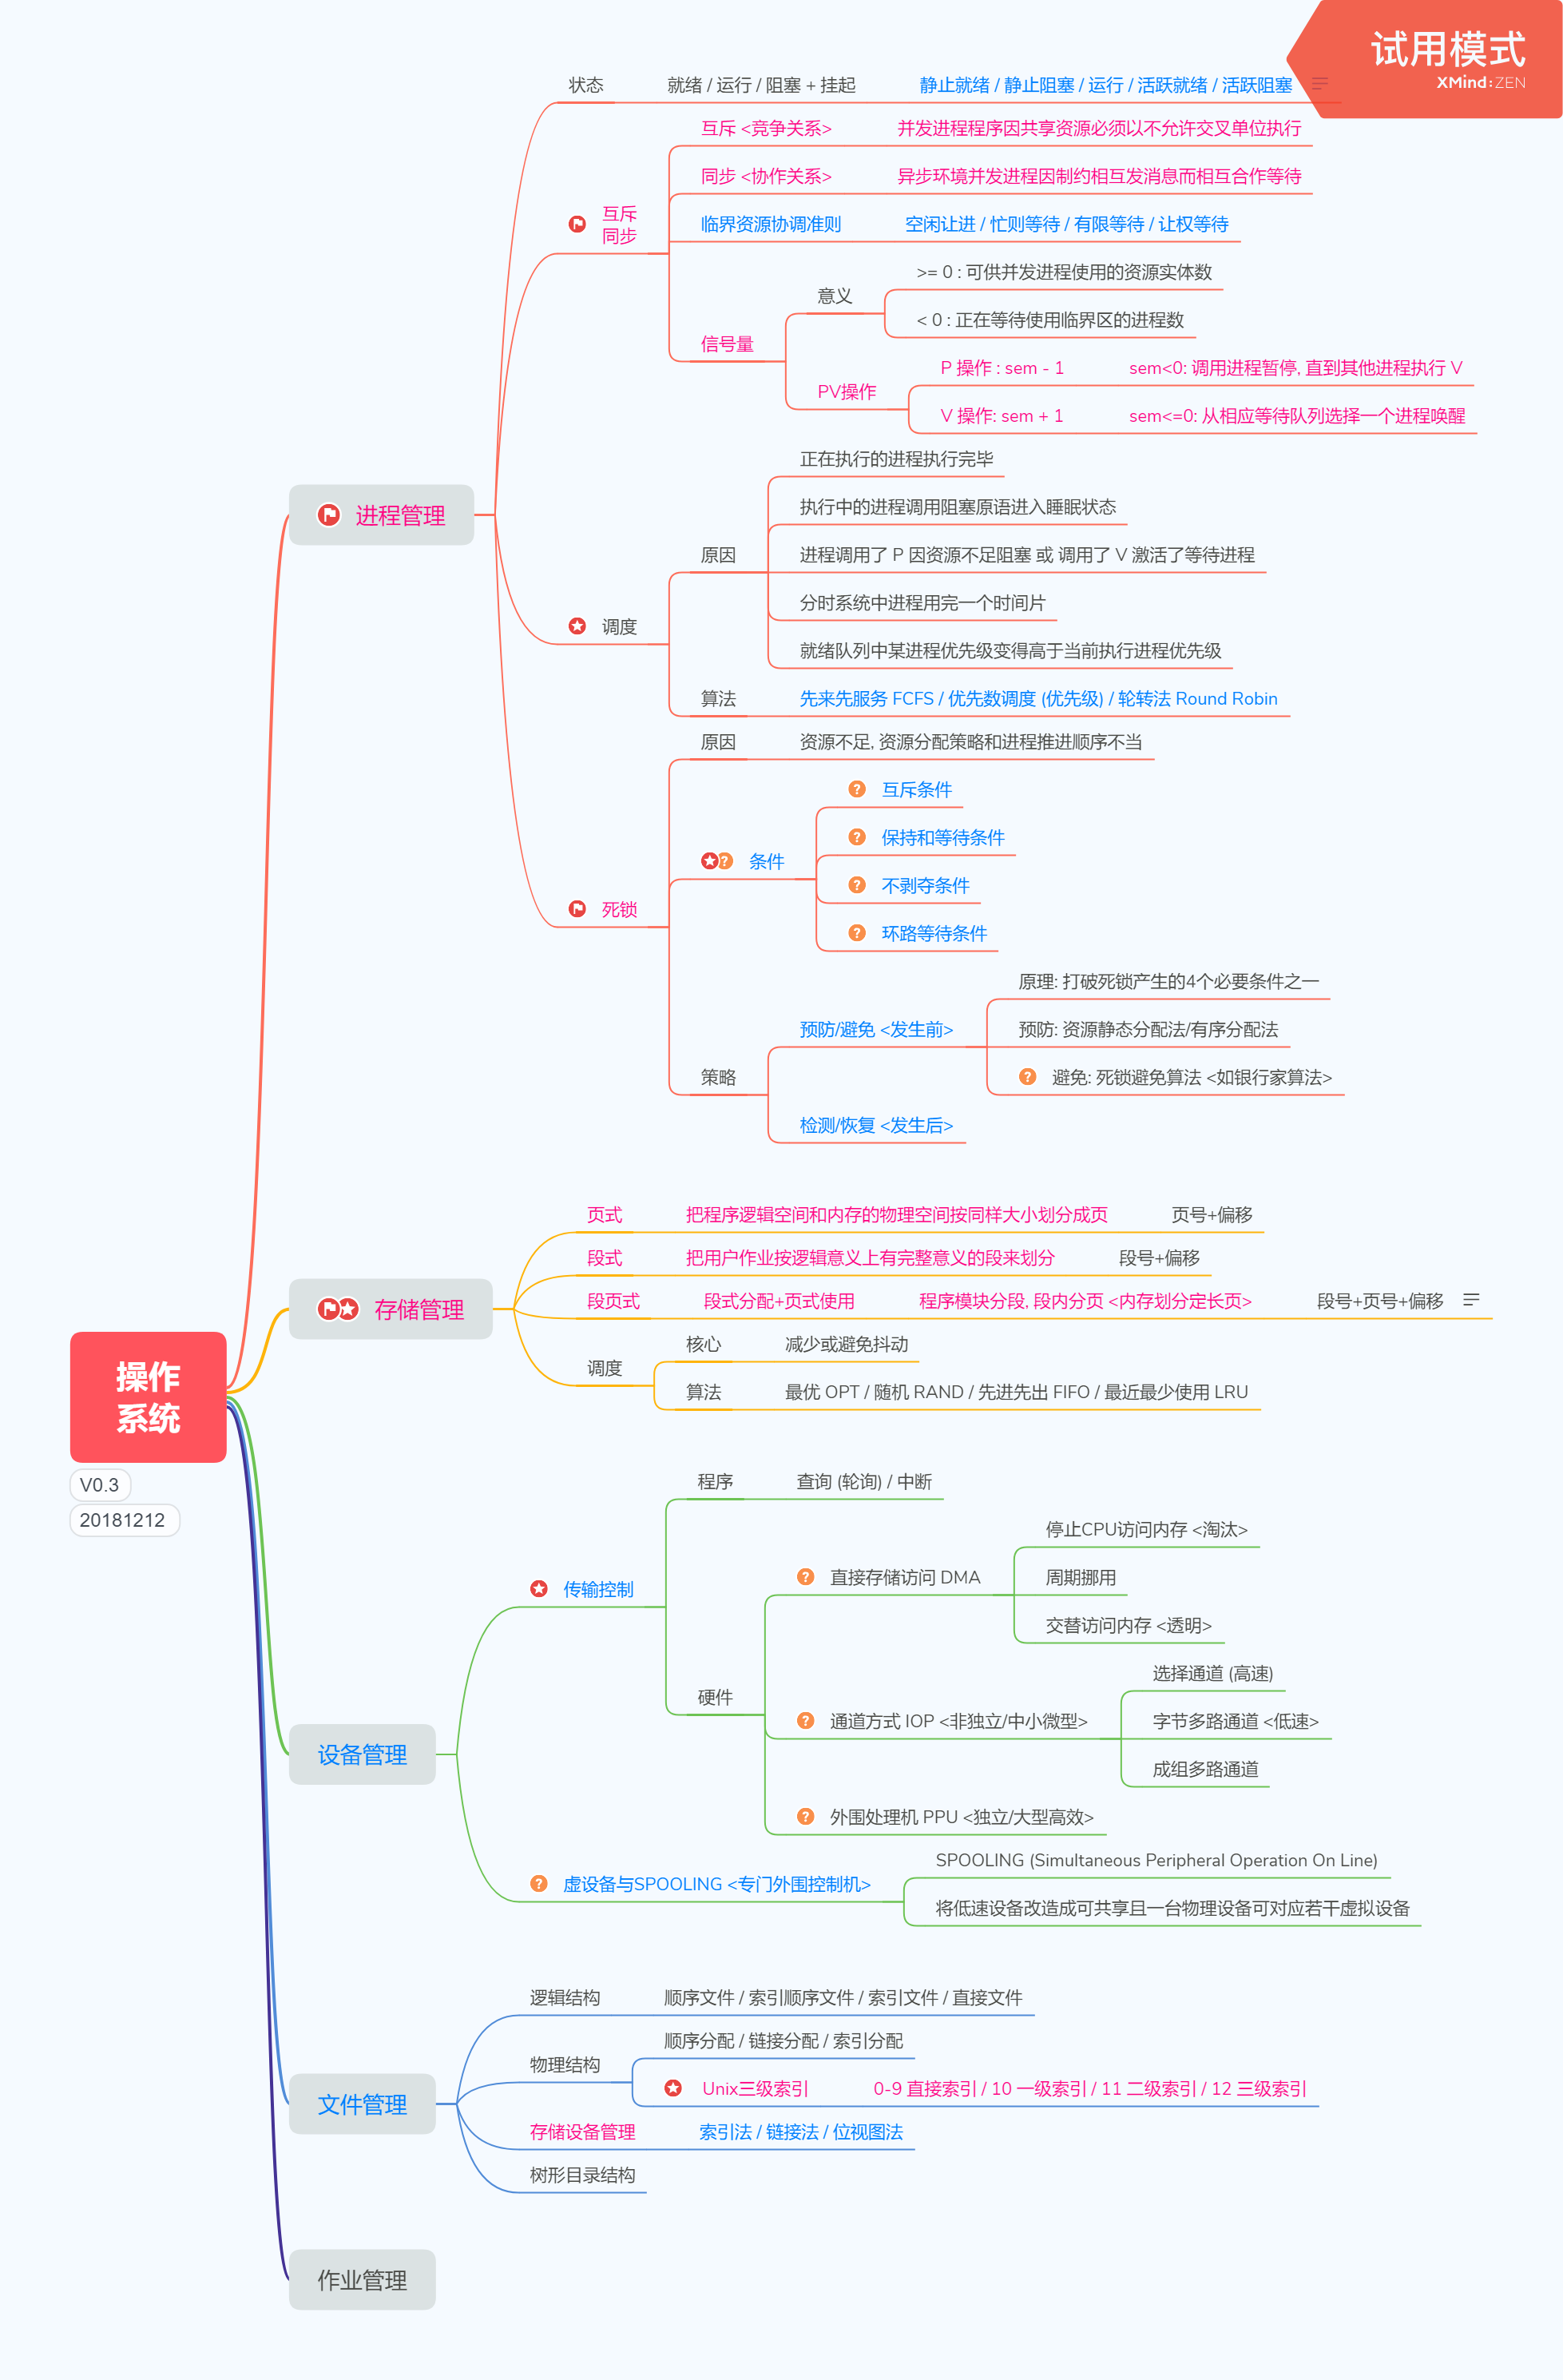 试用模式
XMind:ZEN
操作
系统
V0.3
20181212
进程管理
状态
就绪 / 运行 / 阻塞 + 挂起
静止就绪 / 静止阻塞 / 运行 / 活跃就绪 / 活跃阻塞
互斥
同步
互斥 <竞争关系>
并发进程程序因共享资源必须以不允许交叉单位执行
同步 <协作关系>
异步环境并发进程因制约相互发消息而相互合作等待
临界资源协调准则
空闲让进 / 忙则等待 / 有限等待 / 让权等待
信号量
意义
>= 0 : 可供并发进程使用的资源实体数
< 0 : 正在等待使用临界区的进程数
PV操作
P 操作 : sem - 1
sem<0: 调用进程暂停, 直到其他进程执行 V
V 操作: sem + 1
sem<=0: 从相应等待队列选择一个进程唤醒
调度
原因
正在执行的进程执行完毕
执行中的进程调用阻塞原语进入睡眠状态
进程调用了 P 因资源不足阻塞 或 调用了 V 激活了等待进程
分时系统中进程用完一个时间片
就绪队列中某进程优先级变得高于当前执行进程优先级
算法
先来先服务 FCFS / 优先数调度 (优先级) / 轮转法 Round Robin
死锁
原因
资源不足, 资源分配策略和进程推进顺序不当
条件
互斥条件
保持和等待条件
不剥夺条件
环路等待条件
策略
预防/避免 <发生前>
原理: 打破死锁产生的4个必要条件之一
预防: 资源静态分配法/有序分配法
避免: 死锁避免算法 <如银行家算法>
检测/恢复 <发生后>
存储管理
页式
把程序逻辑空间和内存的物理空间按同样大小划分成页
页号+偏移
段式
把用户作业按逻辑意义上有完整意义的段来划分
段号+偏移
段页式
段式分配+页式使用
程序模块分段, 段内分页 <内存划分定长页>
段号+页号+偏移
调度
核心
减少或避免抖动
算法
最优 OPT / 随机 RAND / 先进先出 FIFO / 最近最少使用 LRU
设备管理
传输控制
程序
查询 (轮询) / 中断
硬件
直接存储访问 DMA
停止CPU访问内存 <淘汰>
周期挪用
交替访问内存 <透明>
通道方式 IOP <非独立/中小微型>
选择通道 (高速)
字节多路通道 <低速>
成组多路通道
外围处理机 PPU <独立/大型高效>
虚设备与SPOOLING <专门外围控制机>
SPOOLING (Simultaneous Peripheral Operation On Line)
将低速设备改造成可共享且一台物理设备可对应若干虚拟设备
文件管理
逻辑结构
顺序文件 / 索引顺序文件 / 索引文件 / 直接文件
物理结构
顺序分配 / 链接分配 / 索引分配
Unix三级索引
0-9 直接索引 / 10 一级索引 / 11 二级索引 / 12 三级索引
存储设备管理
索引法 / 链接法 / 位视图法
树形目录结构
作业管理